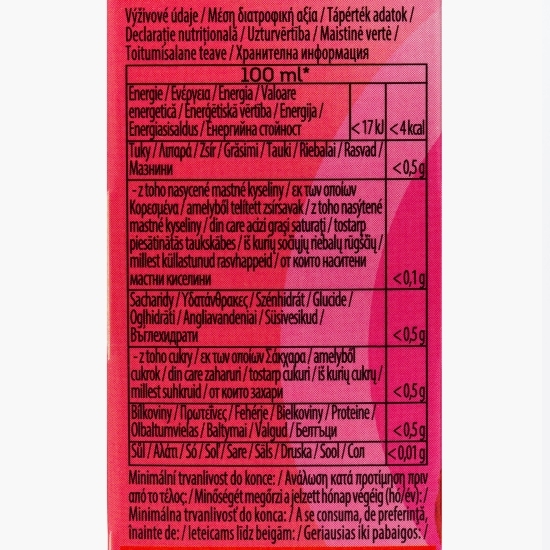 Výživové údaje / Μέση διατροφική αξία / Tápérték adatok /
Declarație nutrițională / Uzturvērtība / Maistinė vertė /
Toitumisalane teave / Хранителна информация
100 ml*
Energie / Ενέργεια / Energia / Valoare
energetică / Enerģētiskā vērtība / Energija /
Energiasisaldus / Енергийна стойност
<17 kJ <4 kcal
Tuky / Λιπαρά / Zsír / Grăsimi / Tauki / Riebalai / Rasvad /
Мазнини
<0,5 g
- z toho nasycené mastné kyseliny / εκ των οποίων
Κορεσμένα / amelyből telített zsírsavak / z toho nasýtené
mastné kyseliny / din care acizi grași saturați / tostarp
piesātinātās taukskābes / iš kurių sočiųjų riebalų rūgščių /
millest küllastunud rasvhappeid / от които наситени
мастни киселини
<0,1 g
Sacharidy / Υδατάνθρακες / Szénhidrát / Glucide /
Ogļhidrāti / Angliavandeniai / Süsivesikud /
Въглехидрати
<0,5 g
- z toho cukry / εκ των οποίων Σάκχαρα / amelyből
cukrok / din care zaharuri / tostarp cukuri / iš kurių cukrų /
millest suhkruid / от които захари
<0,5 g
Bílkoviny / Πρωτεΐνες / Fehérje / Bielkoviny / Proteine /
Olbaltumvielas / Baltymai / Valgud / Белтъци
<0,5 g
Sůl / Αλάτι / Só / Soľ / Sare / Sāls / Druska / Sool / Сол
<0,01 g
Minimální trvanlivost do konce: / Ανάλωση κατά προτίμηση πριν
από το τέλος: / Minőségét megőrzi a jelzett hónap végéig (hó/év): /
Minimálna trvanlivosť do konca: / A se consuma, de preferință,
înainte de: / Ieteicams līdz beigām: / Geriausias iki pabaigos: /